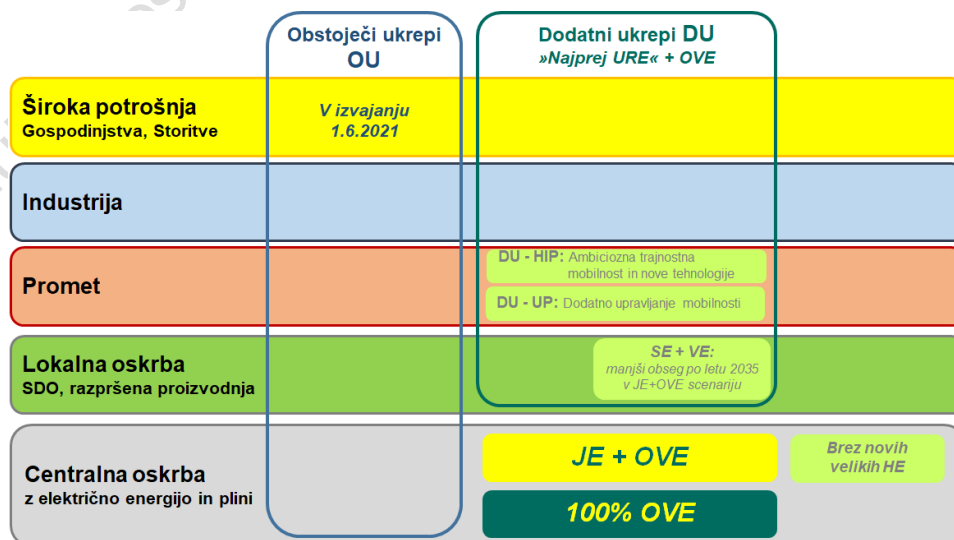 Obstoječi ukrepi
OU
Dodatni ukrepi DU
»Najprej URE« + OVE
Široka potrošnja
Gospodinjstva, Storitve
V izvajanju
1.6.2021
Industrija
Promet
DU - HIP: Ambiciozna trajnostna
mobilnost in nove tehnologije
DU - UP: Dodatno upravljanje mobilnosti
Lokalna oskrba
SDO, razpršena proizvodnja
SE + VE:
manjši obseg po letu 2035
v JE+OVE scenariju
Centralna oskrba
z električno energijo in plini
JE + OVE
100% OVE
Brez novih
velikih HE